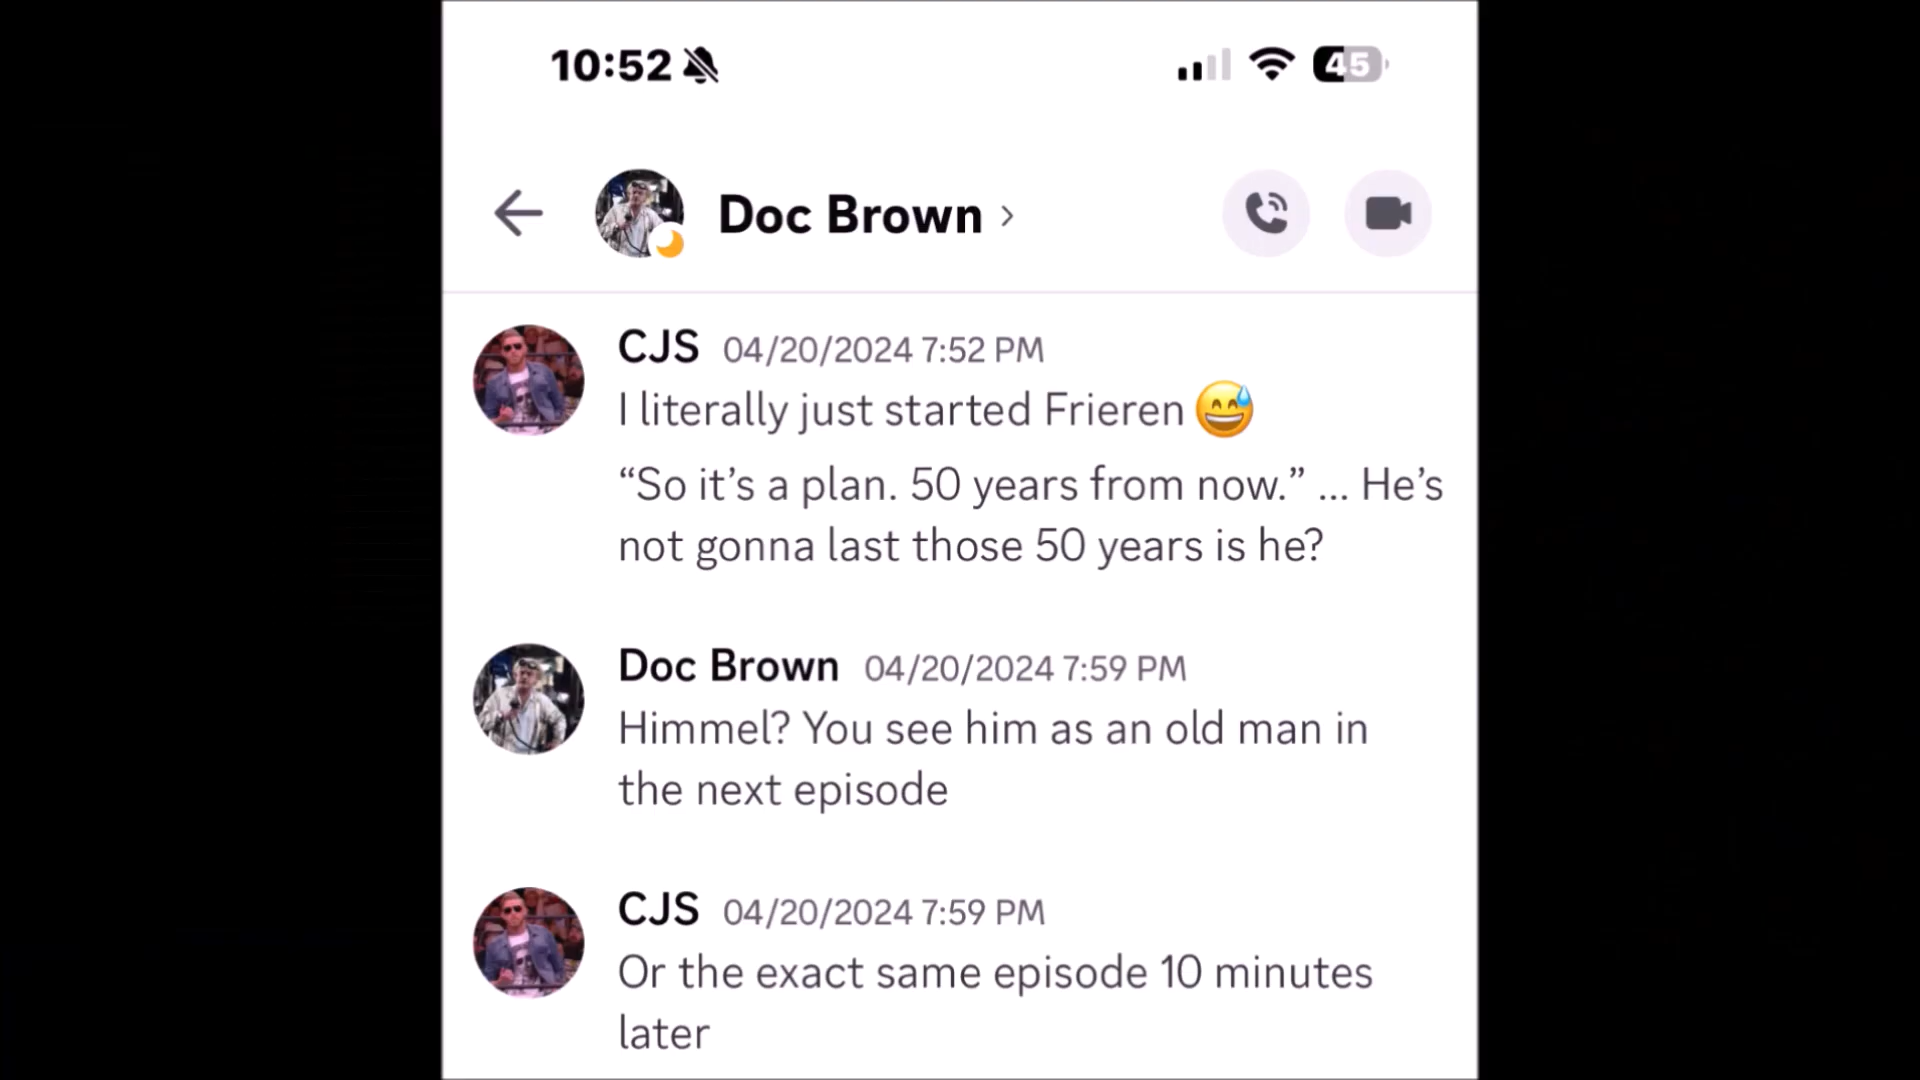 10:52
45
Doc Brown
CJS 04/20/2024 7:52 PM
I literally just started Frieren 😅
“So it’s a plan. 50 years from now.” ... He’s
not gonna last those 50 years is he?
Doc Brown 04/20/2024 7:59 PM
Himmel? You see him as an old man in
the next episode
CJS 04/20/2024 7:59 PM
Or the exact same episode 10 minutes
later